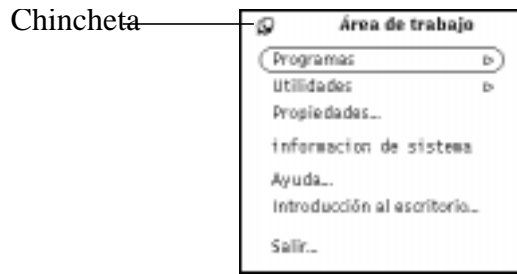 Chincheta
Área de trabajo
Programas
Utilidades
Propiedades...
informacion de sistema
Ayuda...
Introducción al escritorio...
Salir...